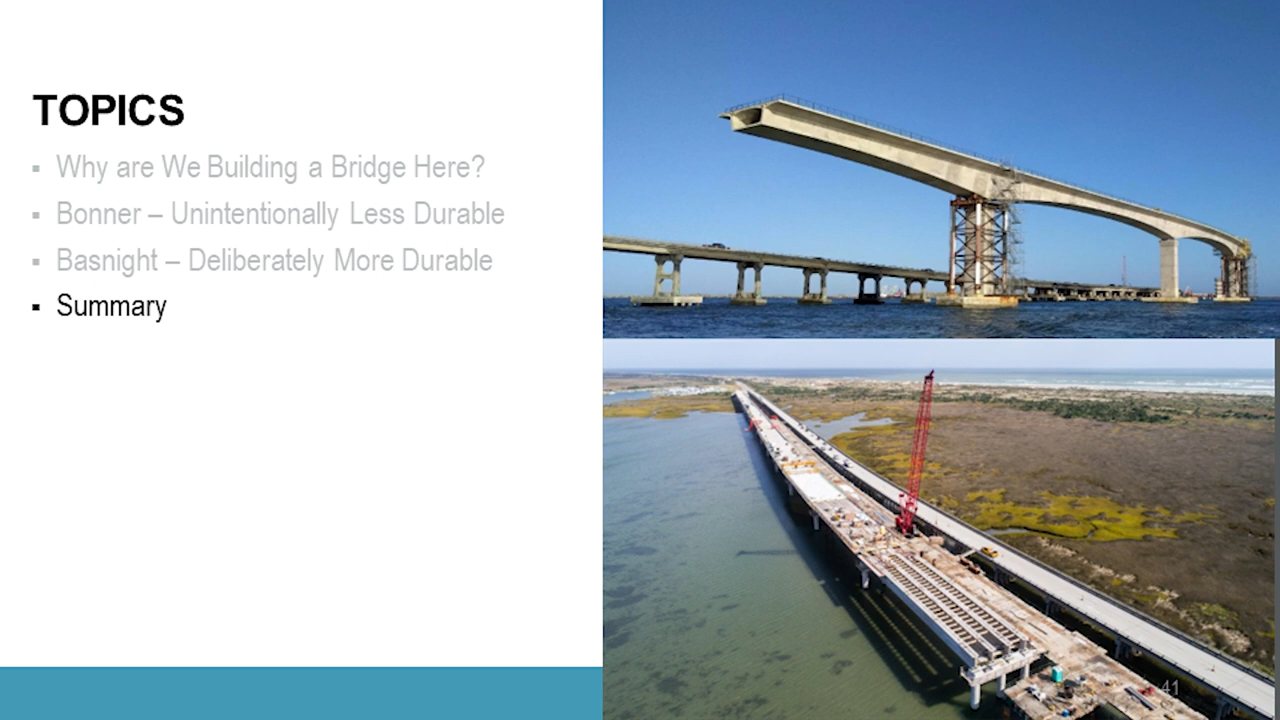 TOPICS
▪ Why are We Building a Bridge Here?
▪ Bonner – Unintentionally Less Durable
▪ Basnight – Deliberately More Durable
▪ Summary
41